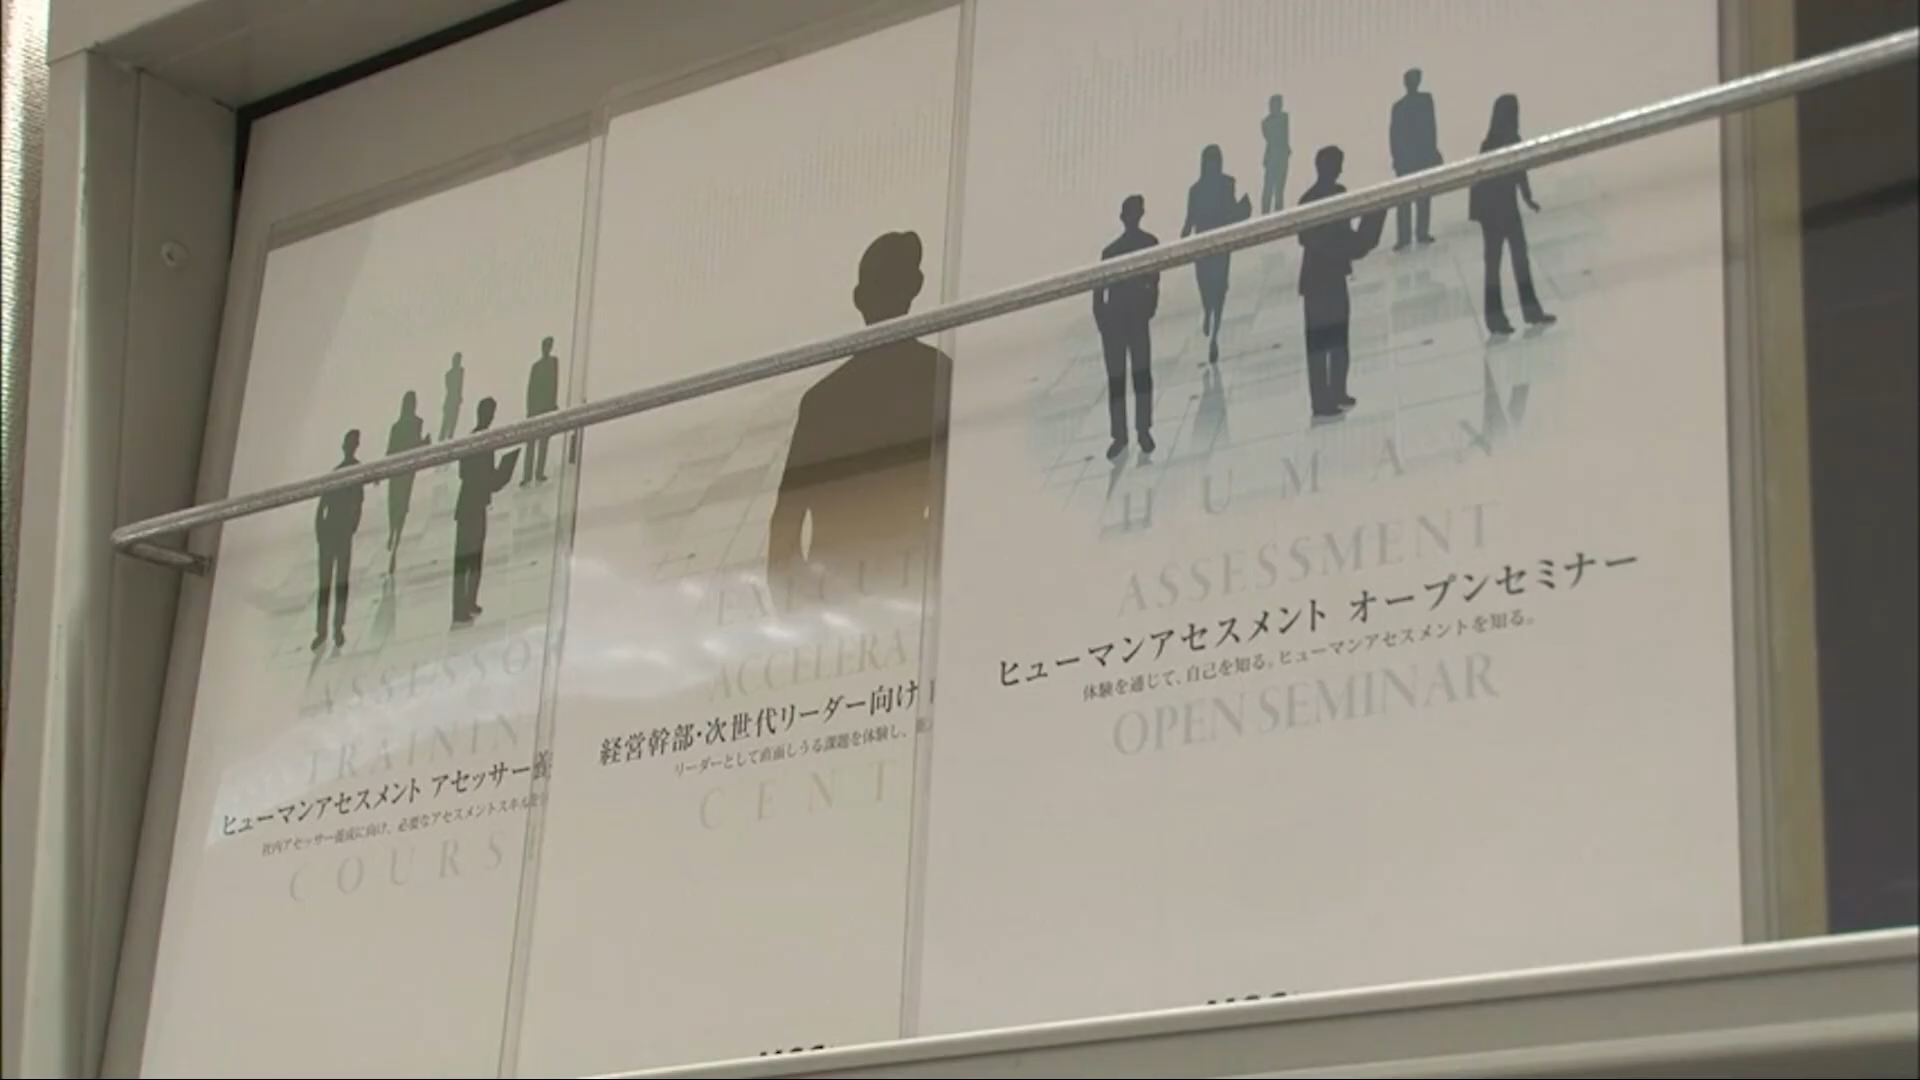 ASSESSOR
TRAININ
ヒューマンアセスメント アセッサー養
社内アセッサー養成に向け、必要なアセスメントスキルを
COURS
EXECUT
ACCELERA
経営幹部・次世代リーダー向け
リーダーとして直面しうる課題を体験し、
CENT
HUMAN
ASSESSMENT
ヒューマンアセスメント オープンセミナー
体験を通じて、自己を知る。ヒューマンアセスメントを知る。
OPEN SEMINAR